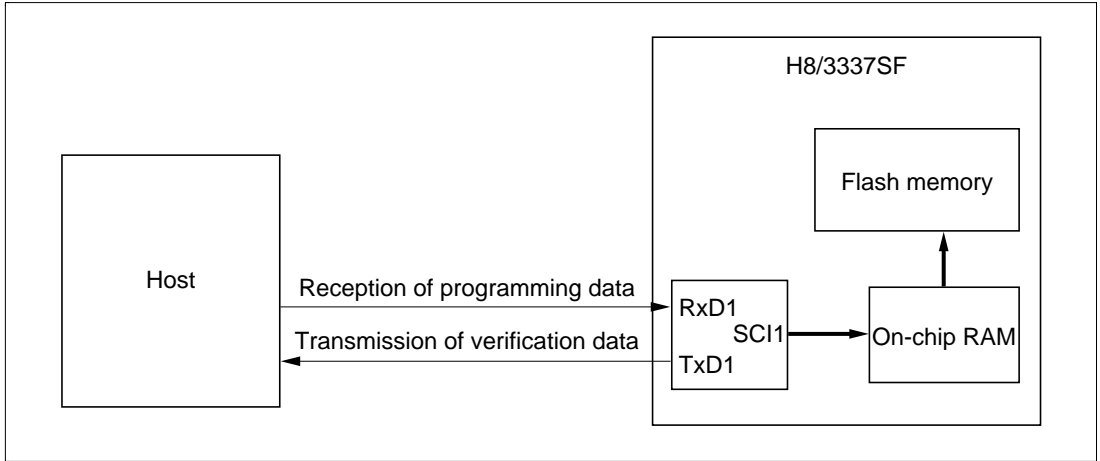 H8/3337SF
Flash memory
Host
Reception of programming data
RxD1
SCI1
On-chip RAM
Transmission of verification data
TxD1